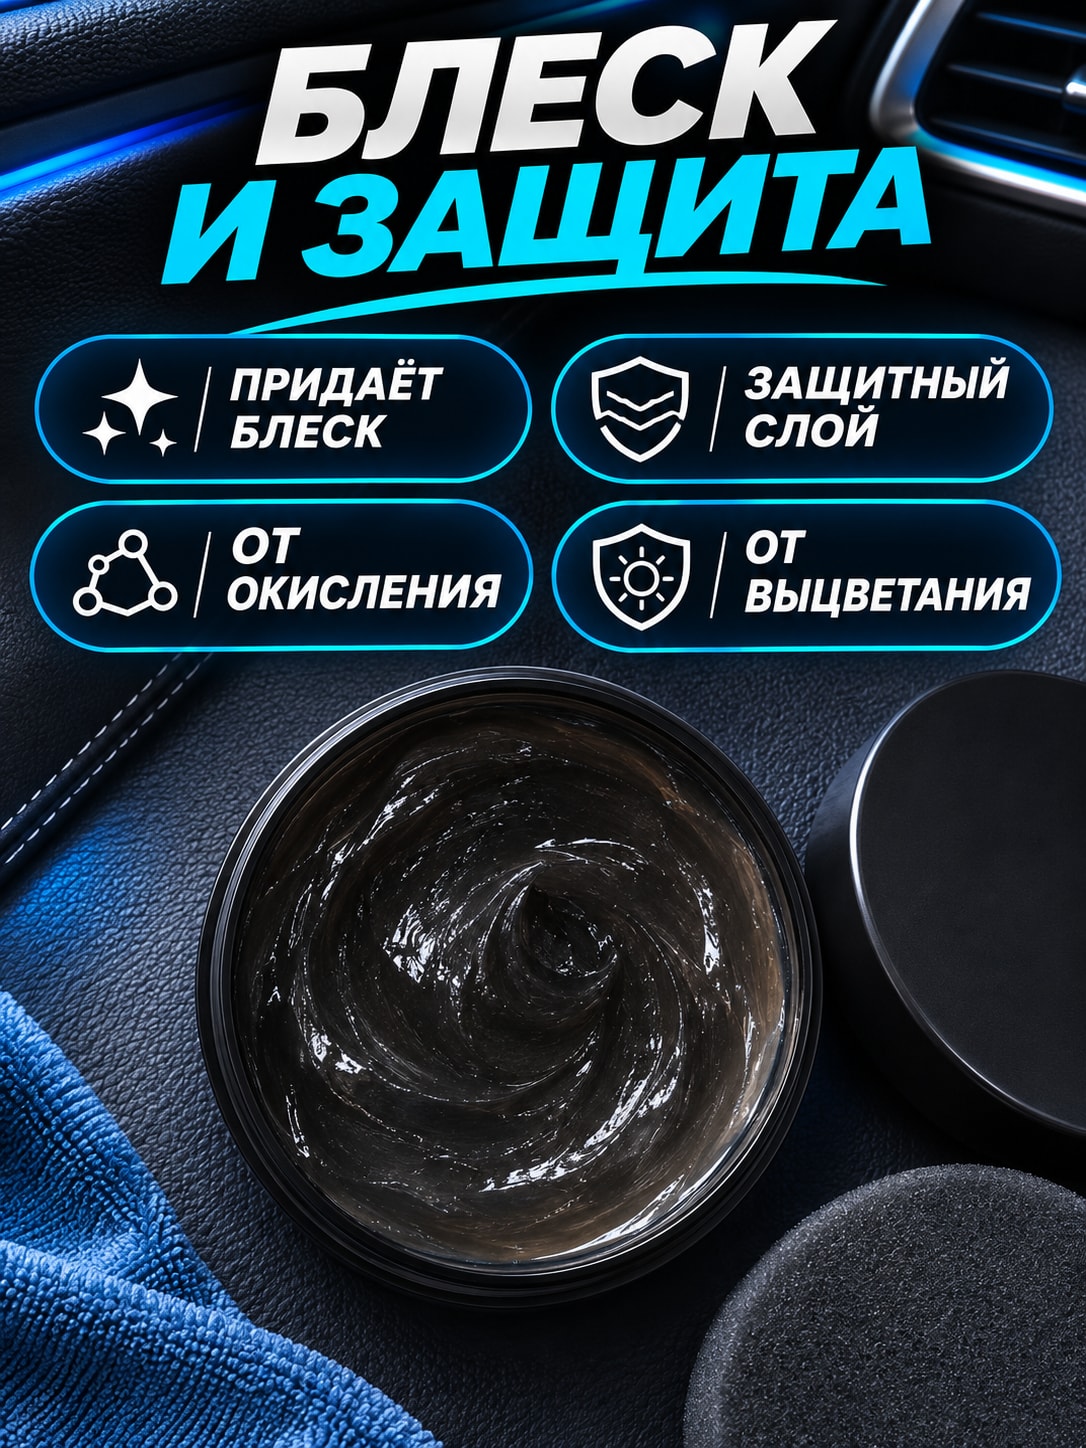 БЛЕСК
И ЗАЩИТА
ПРИДАЁТ
БЛЕСК
ЗАЩИТНЫЙ
СЛОЙ
ОТ
ОКИСЛЕНИЯ
ОТ
ВЫЦВЕТАНИЯ